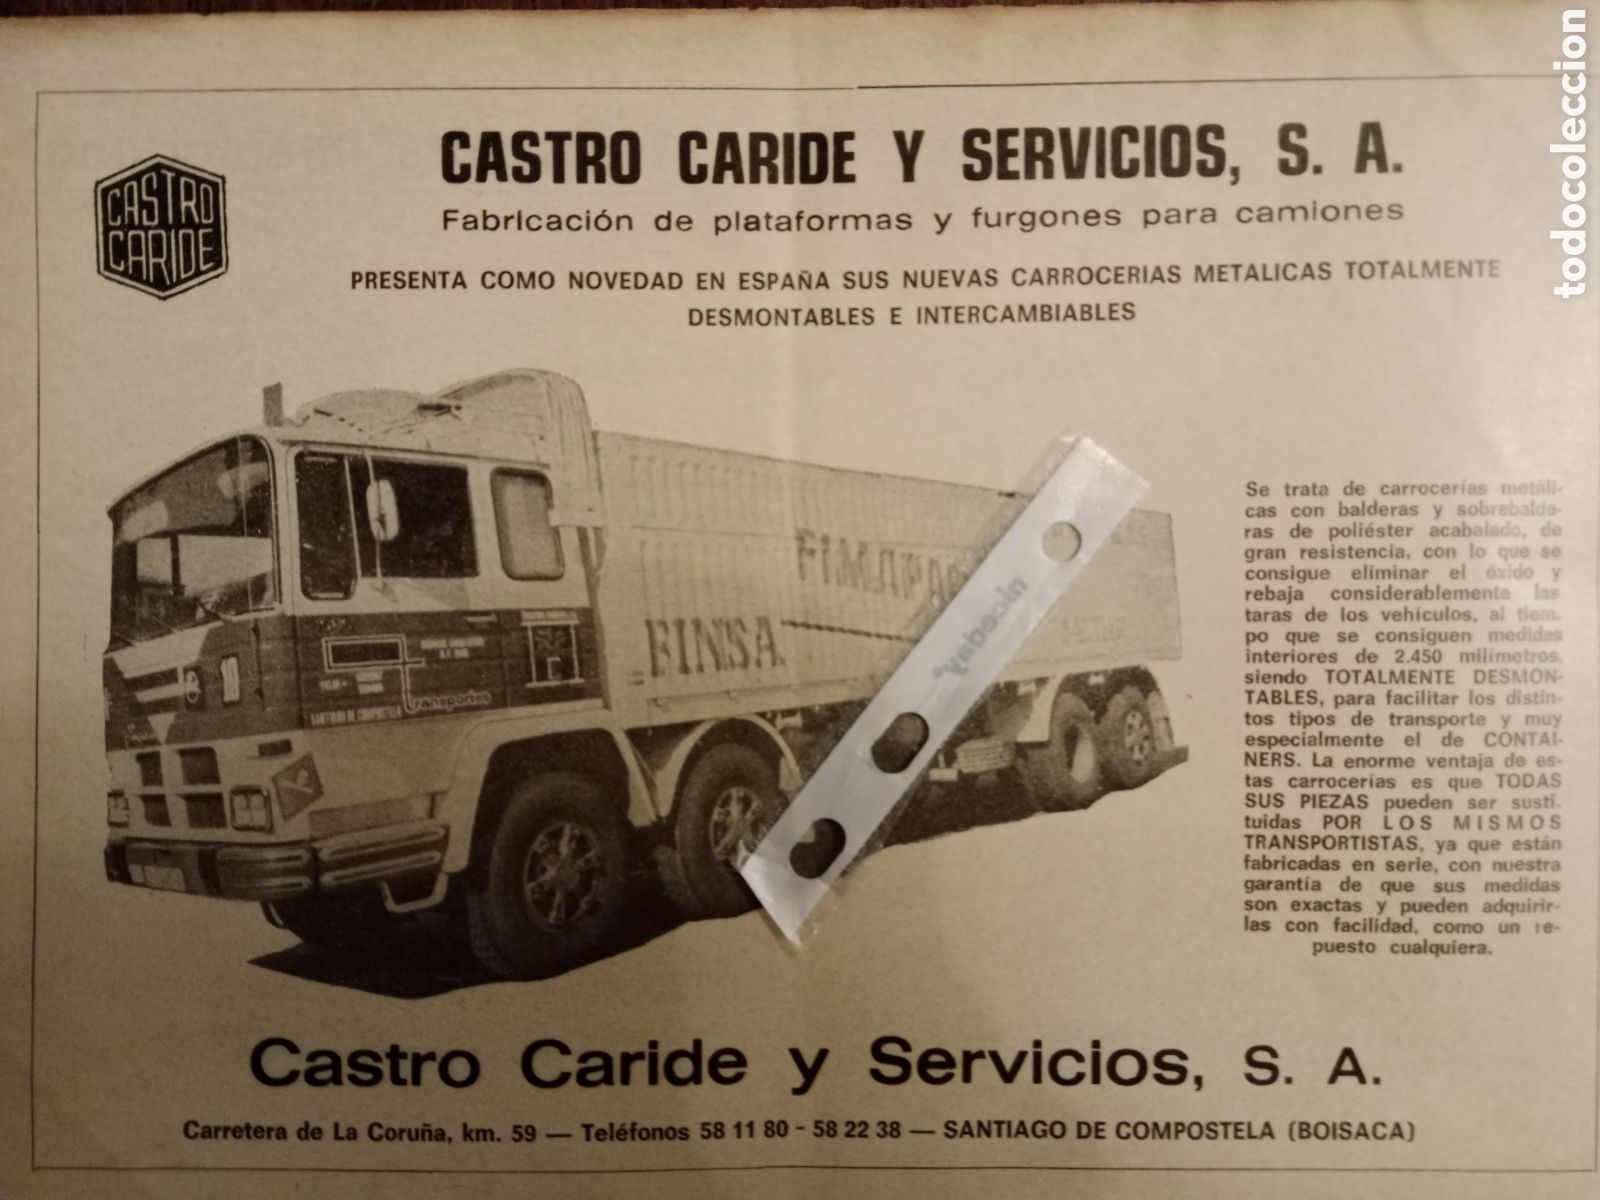 todocoleccion
CASTRO
CARIDE
CASTRO CARIDE Y SERVICIOS, S. A.
Fabricación de plataformas y furgones para camiones
PRESENTA COMO NOVEDAD EN ESPAÑA SUS NUEVAS CARROCERIAS METALICAS TOTALMENTE
DESMONTABLES E INTERCAMBIABLES
FINSA
niceday
transportes
SANTIAGO DE COMPOSTELA
Se trata de carrocerías metáli-
cas con balderas y sobrebalde-
ras de poliéster acabalado, de
gran resistencia, con lo que se
consigue eliminar el óxido y
rebaja considerablemente las
taras de los vehículos, al tiem-
po que se consiguen medidas
interiores de 2.450 milímetros,
siendo TOTALMENTE DESMON-
TABLES, para facilitar los distin-
tos tipos de transporte y muy
especialmente el de CONTAI-
NERS. La enorme ventaja de es-
tas carrocerías es que TODAS
SUS PIEZAS pueden ser susti-
tuidas POR LOS MISMOS
TRANSPORTISTAS, ya que están
fabricadas en serie, con nuestra
garantía de que sus medidas
son exactas y pueden adquirir-
las con facilidad, como un re-
puesto cualquiera.
Castro Caride y Servicios, S. A.
Carretera de La Coruña, km. 59 — Teléfonos 58 11 80 - 58 22 38 — SANTIAGO DE COMPOSTELA (BOISACA)